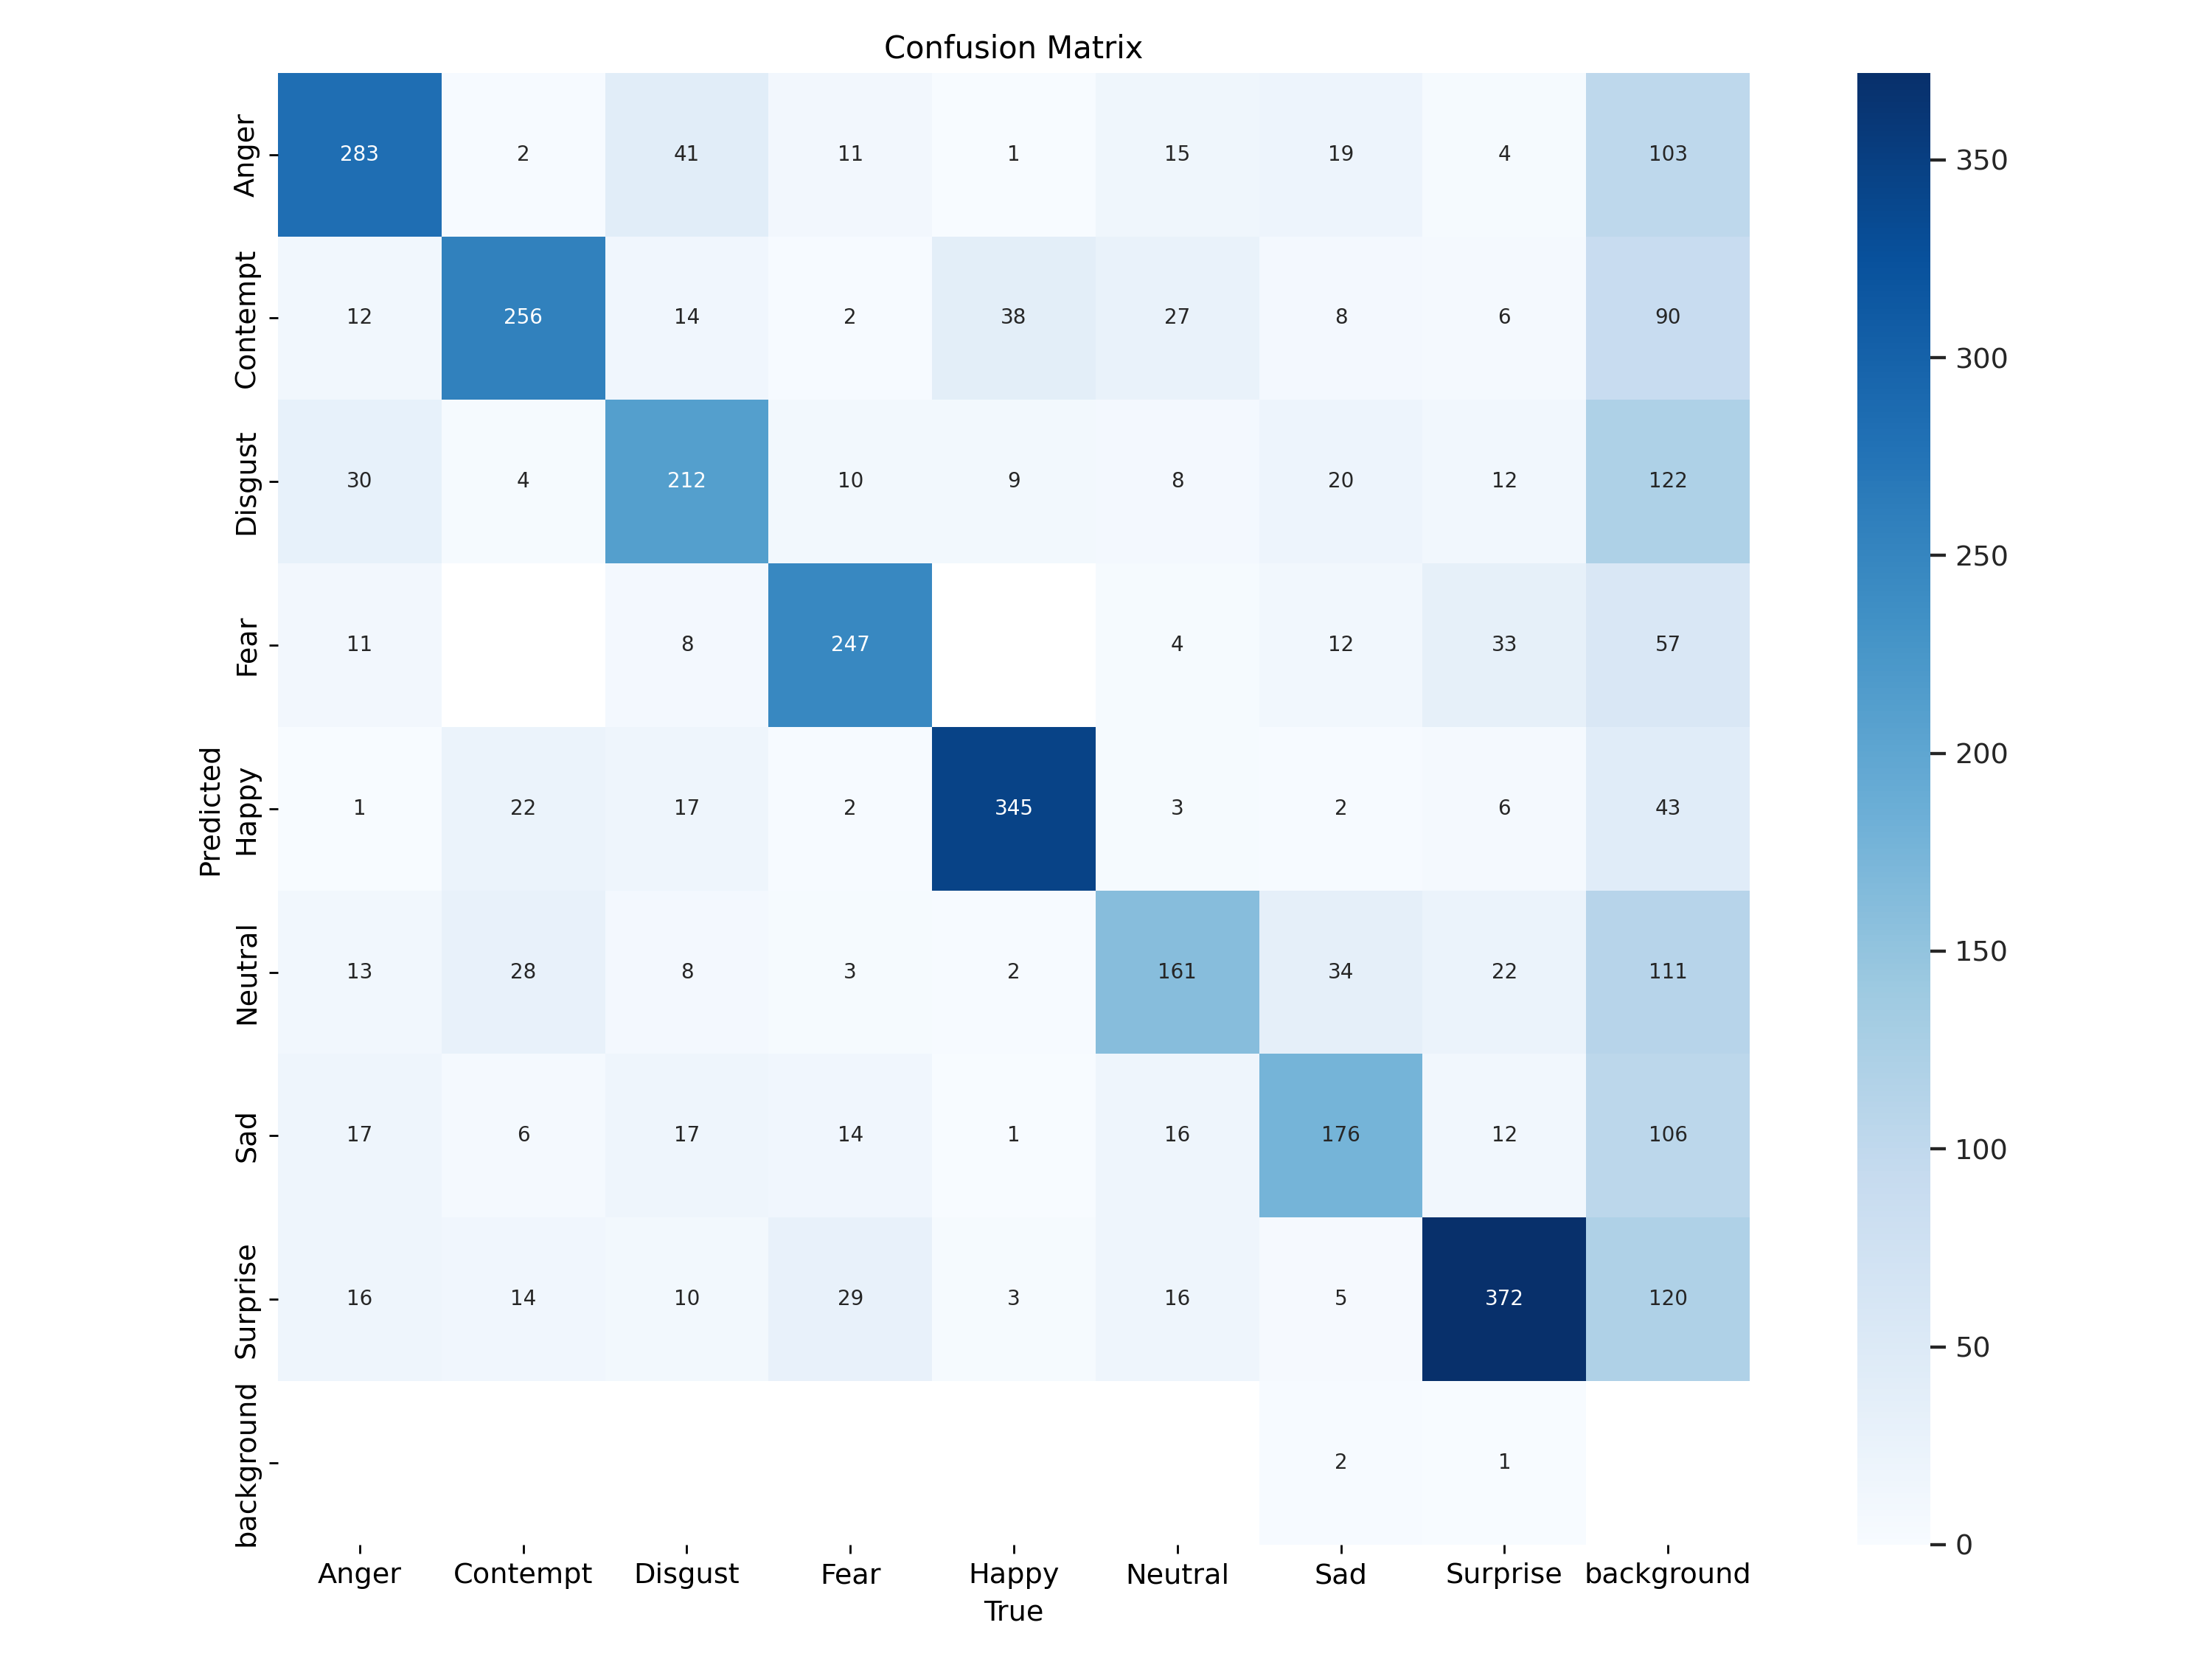 Confusion Matrix
Anger 283 2 41 11 1 15 19 4 103
Contempt 12 256 14 2 38 27 8 6 90
Disgust 30 4 212 10 9 8 20 12 122
Fear 11 8 247 4 12 33 57
Happy 1 22 17 2 345 3 2 6 43
Neutral 13 28 8 3 2 161 34 22 111
Sad 17 6 17 14 1 16 176 12 106
Surprise 16 14 10 29 3 16 5 372 120
background 2 1
Predicted
Anger Contempt Disgust Fear Happy Neutral Sad Surprise background
True
350
300
250
200
150
100
50
0